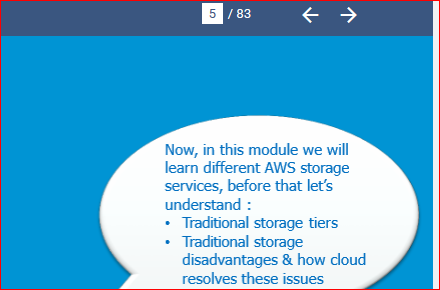 5 / 83
Now, in this module we will
learn different AWS storage
services, before that let's
understand :
• Traditional storage tiers
• Traditional storage
disadvantages & how cloud
resolves these issues